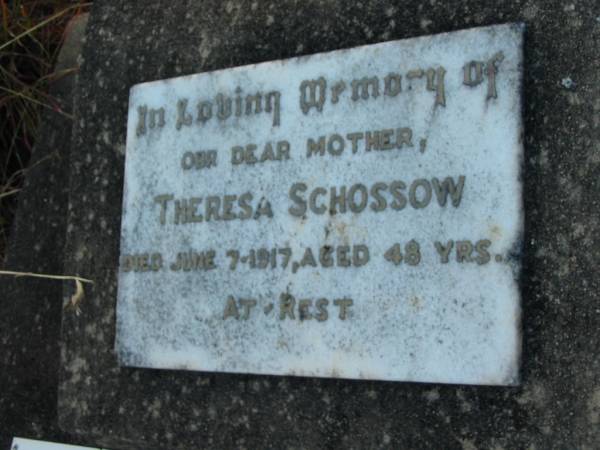 In Loving Memory of
OUR DEAR MOTHER,
THERESA SCHOSSOW
DIED JUNE 7-1917, AGED 48 YRS.
AT-REST